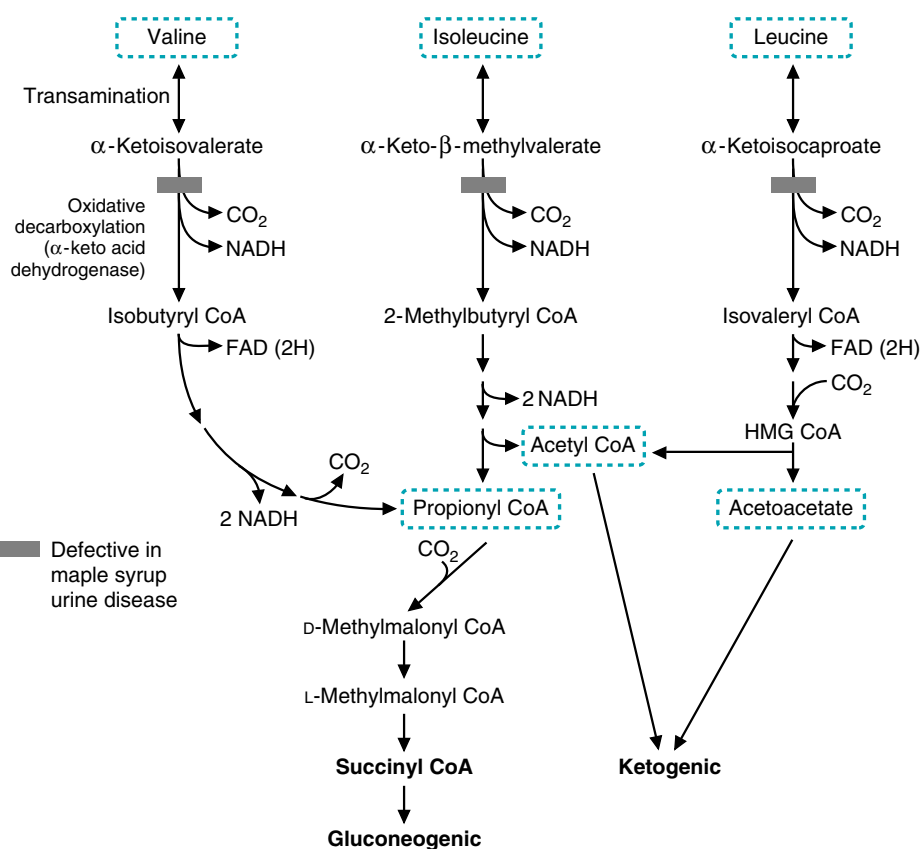 Valine
Isoleucine
Leucine
Transamination
α-Ketoisovalerate
α-Keto-β-methylvalerate
α-Ketoisocaproate
Oxidative
decarboxylation
(α-keto acid
dehydrogenase)
CO2
NADH
CO2
NADH
CO2
NADH
Isobutyryl CoA
2-Methylbutyryl CoA
Isovaleryl CoA
FAD (2H)
FAD (2H)
2 NADH
CO2
HMG CoA
Acetyl CoA
CO2
2 NADH
Propionyl CoA
Acetoacetate
Defective in
maple syrup
urine disease
CO2
D-Methylmalonyl CoA
L-Methylmalonyl CoA
Succinyl CoA
Ketogenic
Gluconeogenic